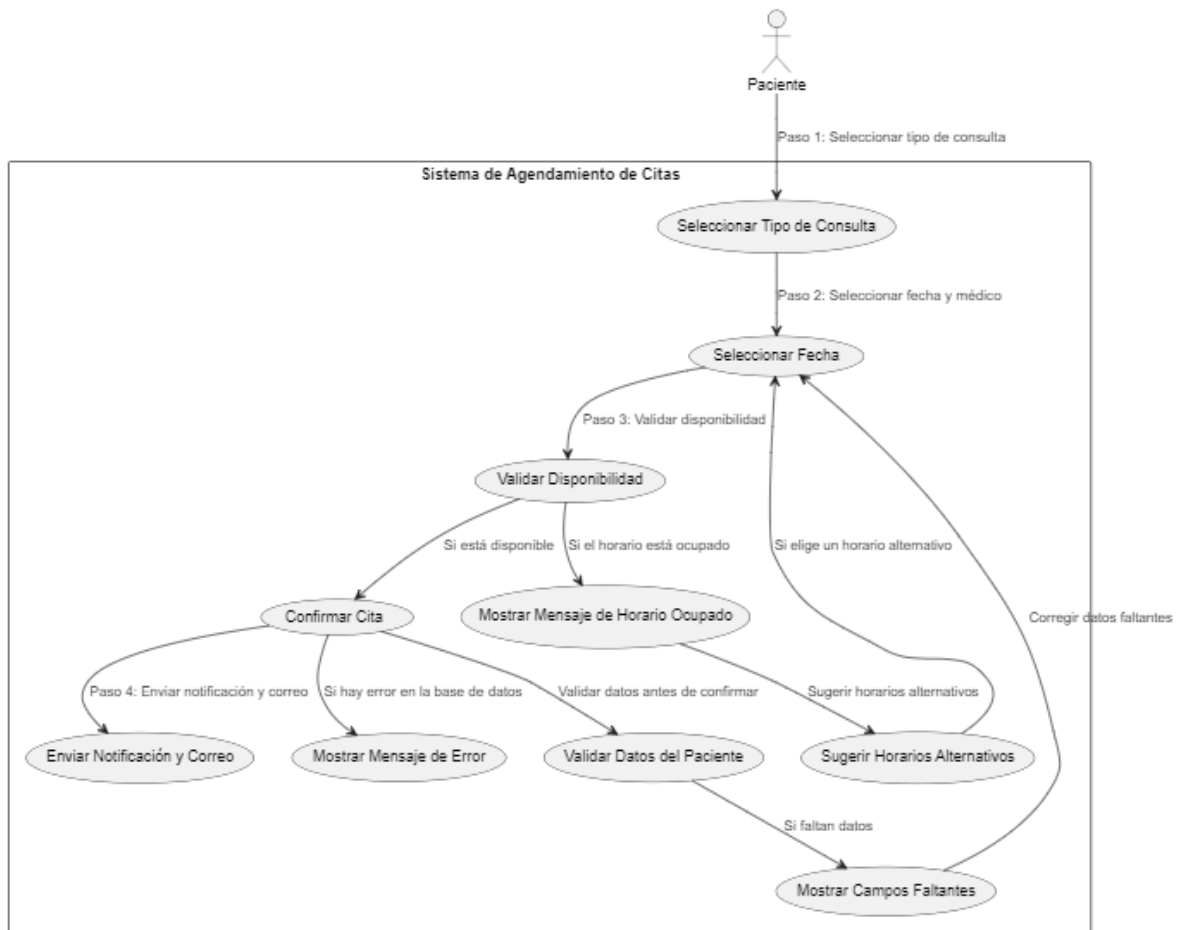 Paciente
Paso 1: Seleccionar tipo de consulta
Sistema de Agendamiento de Citas
Seleccionar Tipo de Consulta
Paso 2: Seleccionar fecha y médico
Seleccionar Fecha
Paso 3: Validar disponibilidad
Validar Disponibilidad
Si está disponible
Si el horario está ocupado
Si elige un horario alternativo
Confirmar Cita
Mostrar Mensaje de Horario Ocupado
Corregir datos faltantes
Paso 4: Enviar notificación y correo
Si hay error en la base de datos
Validar datos antes de confirmar
Sugerir horarios alternativos
Enviar Notificación y Correo
Mostrar Mensaje de Error
Validar Datos del Paciente
Sugerir Horarios Alternativos
Si faltan datos
Mostrar Campos Faltantes